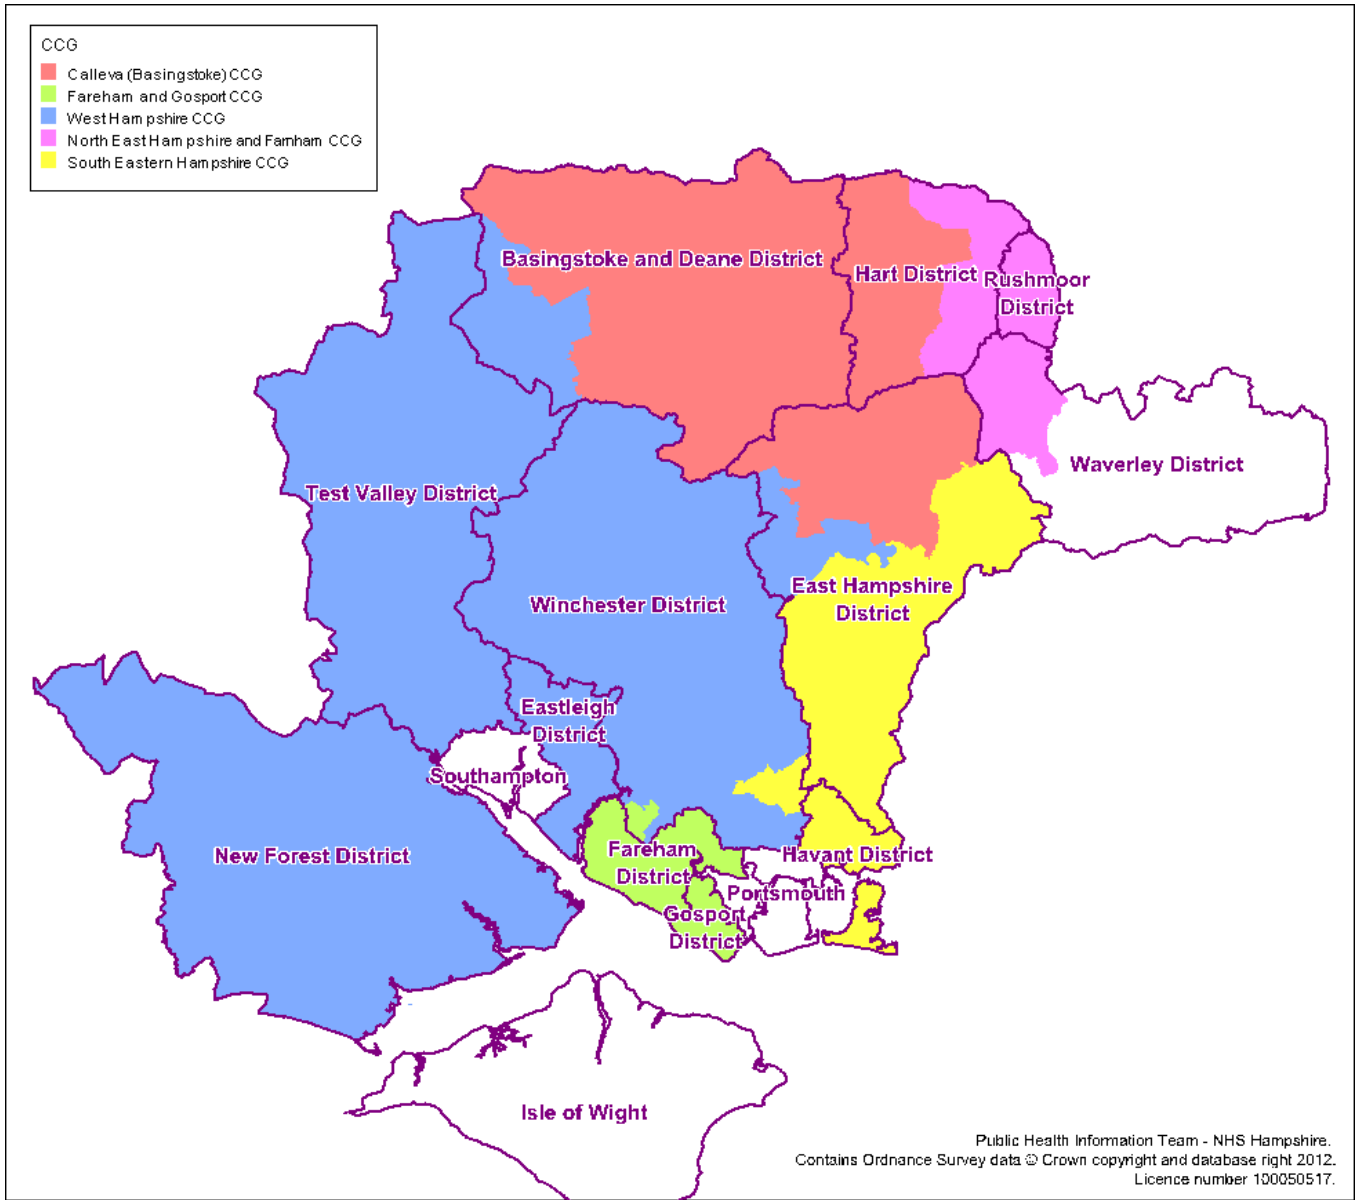 CCG
Calleva (Basingstoke) CCG
Fareham and Gosport CCG
West Hampshire CCG
North East Hampshire and Farnham CCG
South Eastern Hampshire CCG
Basingstoke and Deane District
Hart District
Rushmoor
District
Waverley District
Test Valley District
East Hampshire
District
Winchester District
Eastleigh
District
Southampton
New Forest District
Fareham
District
Havant District
Portsmouth
Gosport
District
Isle of Wight
Public Health Information Team - NHS Hampshire.
Contains Ordnance Survey data © Crown copyright and database right 2012.
Licence number 100050517.